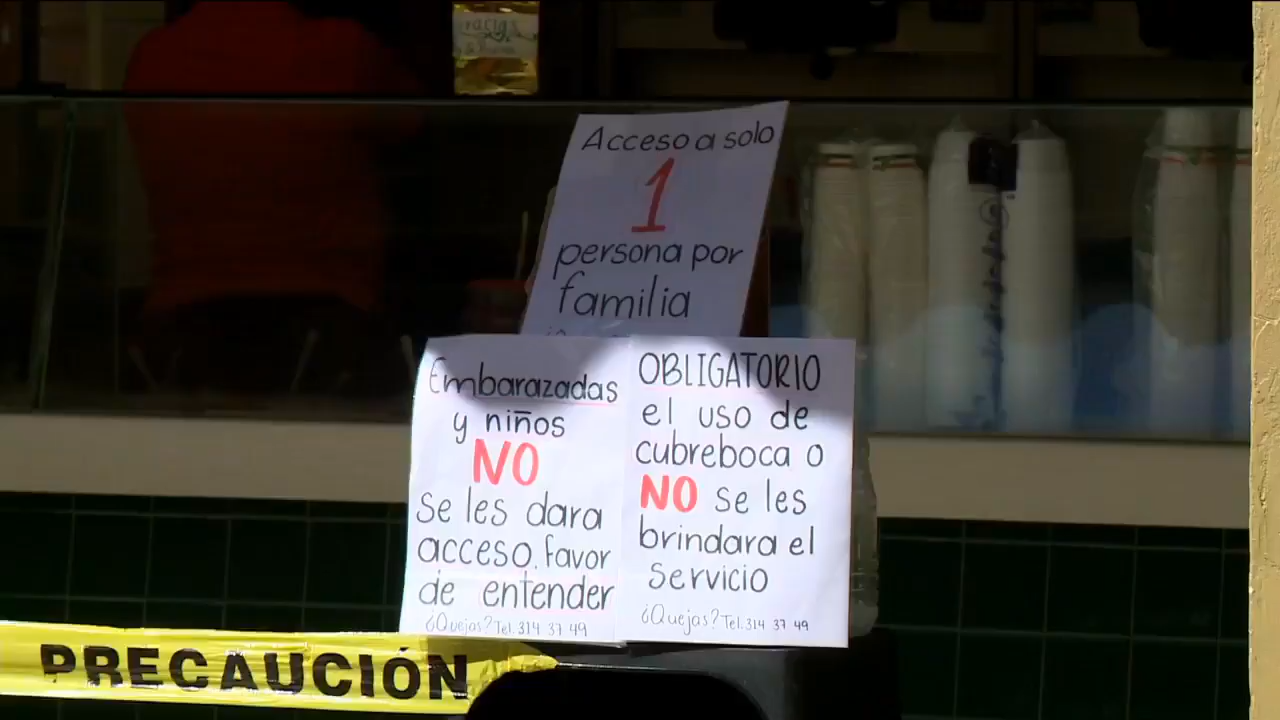 Acceso a solo
1
persona por
familia
Embarazadas
y niños
NO
se les dara
acceso. favor
de entender
¿Quejas? Tel. 314 37 49
OBLIGATORIO
el uso de
cubreboca o
NO se les
brindara el
servicio
¿Quejas? Tel. 314 37 49
PRECAUCIÓN